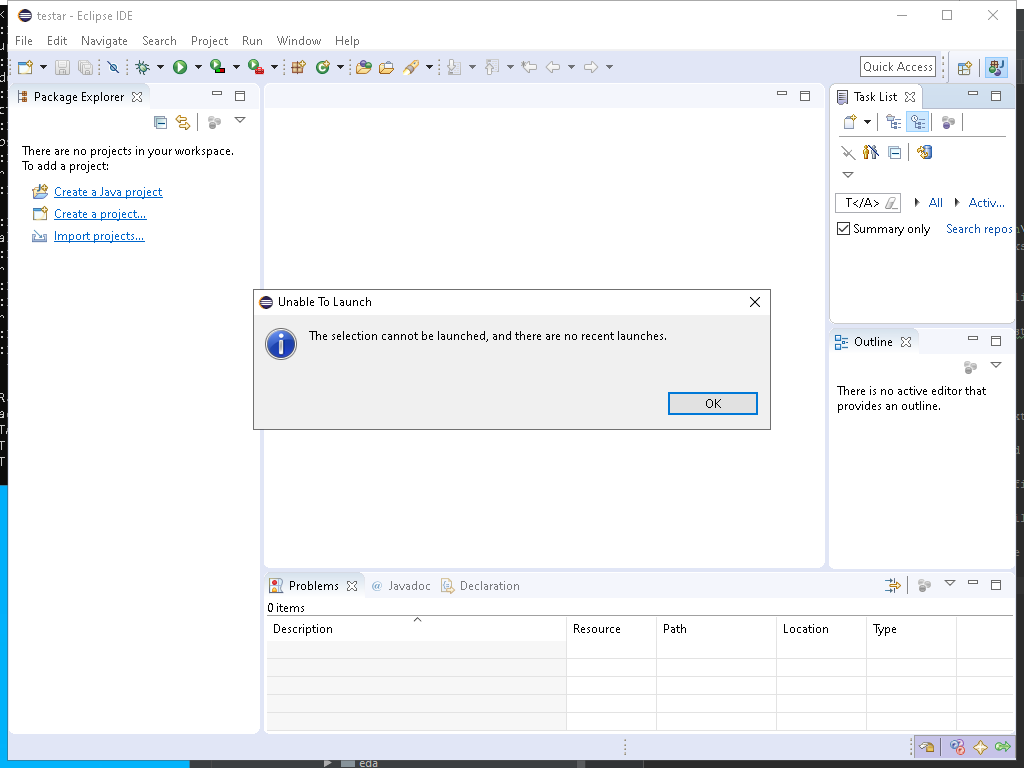 testar - Eclipse IDE
File Edit Navigate Search Project Run Window Help
Quick Access
Package Explorer
Task List
There are no projects in your workspace.
To add a project:
Create a Java project
Create a project...
Import projects...
T</A>
All
Activ...
Summary only
Search repos
Unable To Launch
The selection cannot be launched, and there are no recent launches.
OK
Outline
There is no active editor that
provides an outline.
Problems
@ Javadoc
Declaration
0 items
Description Resource Path Location Type
eda